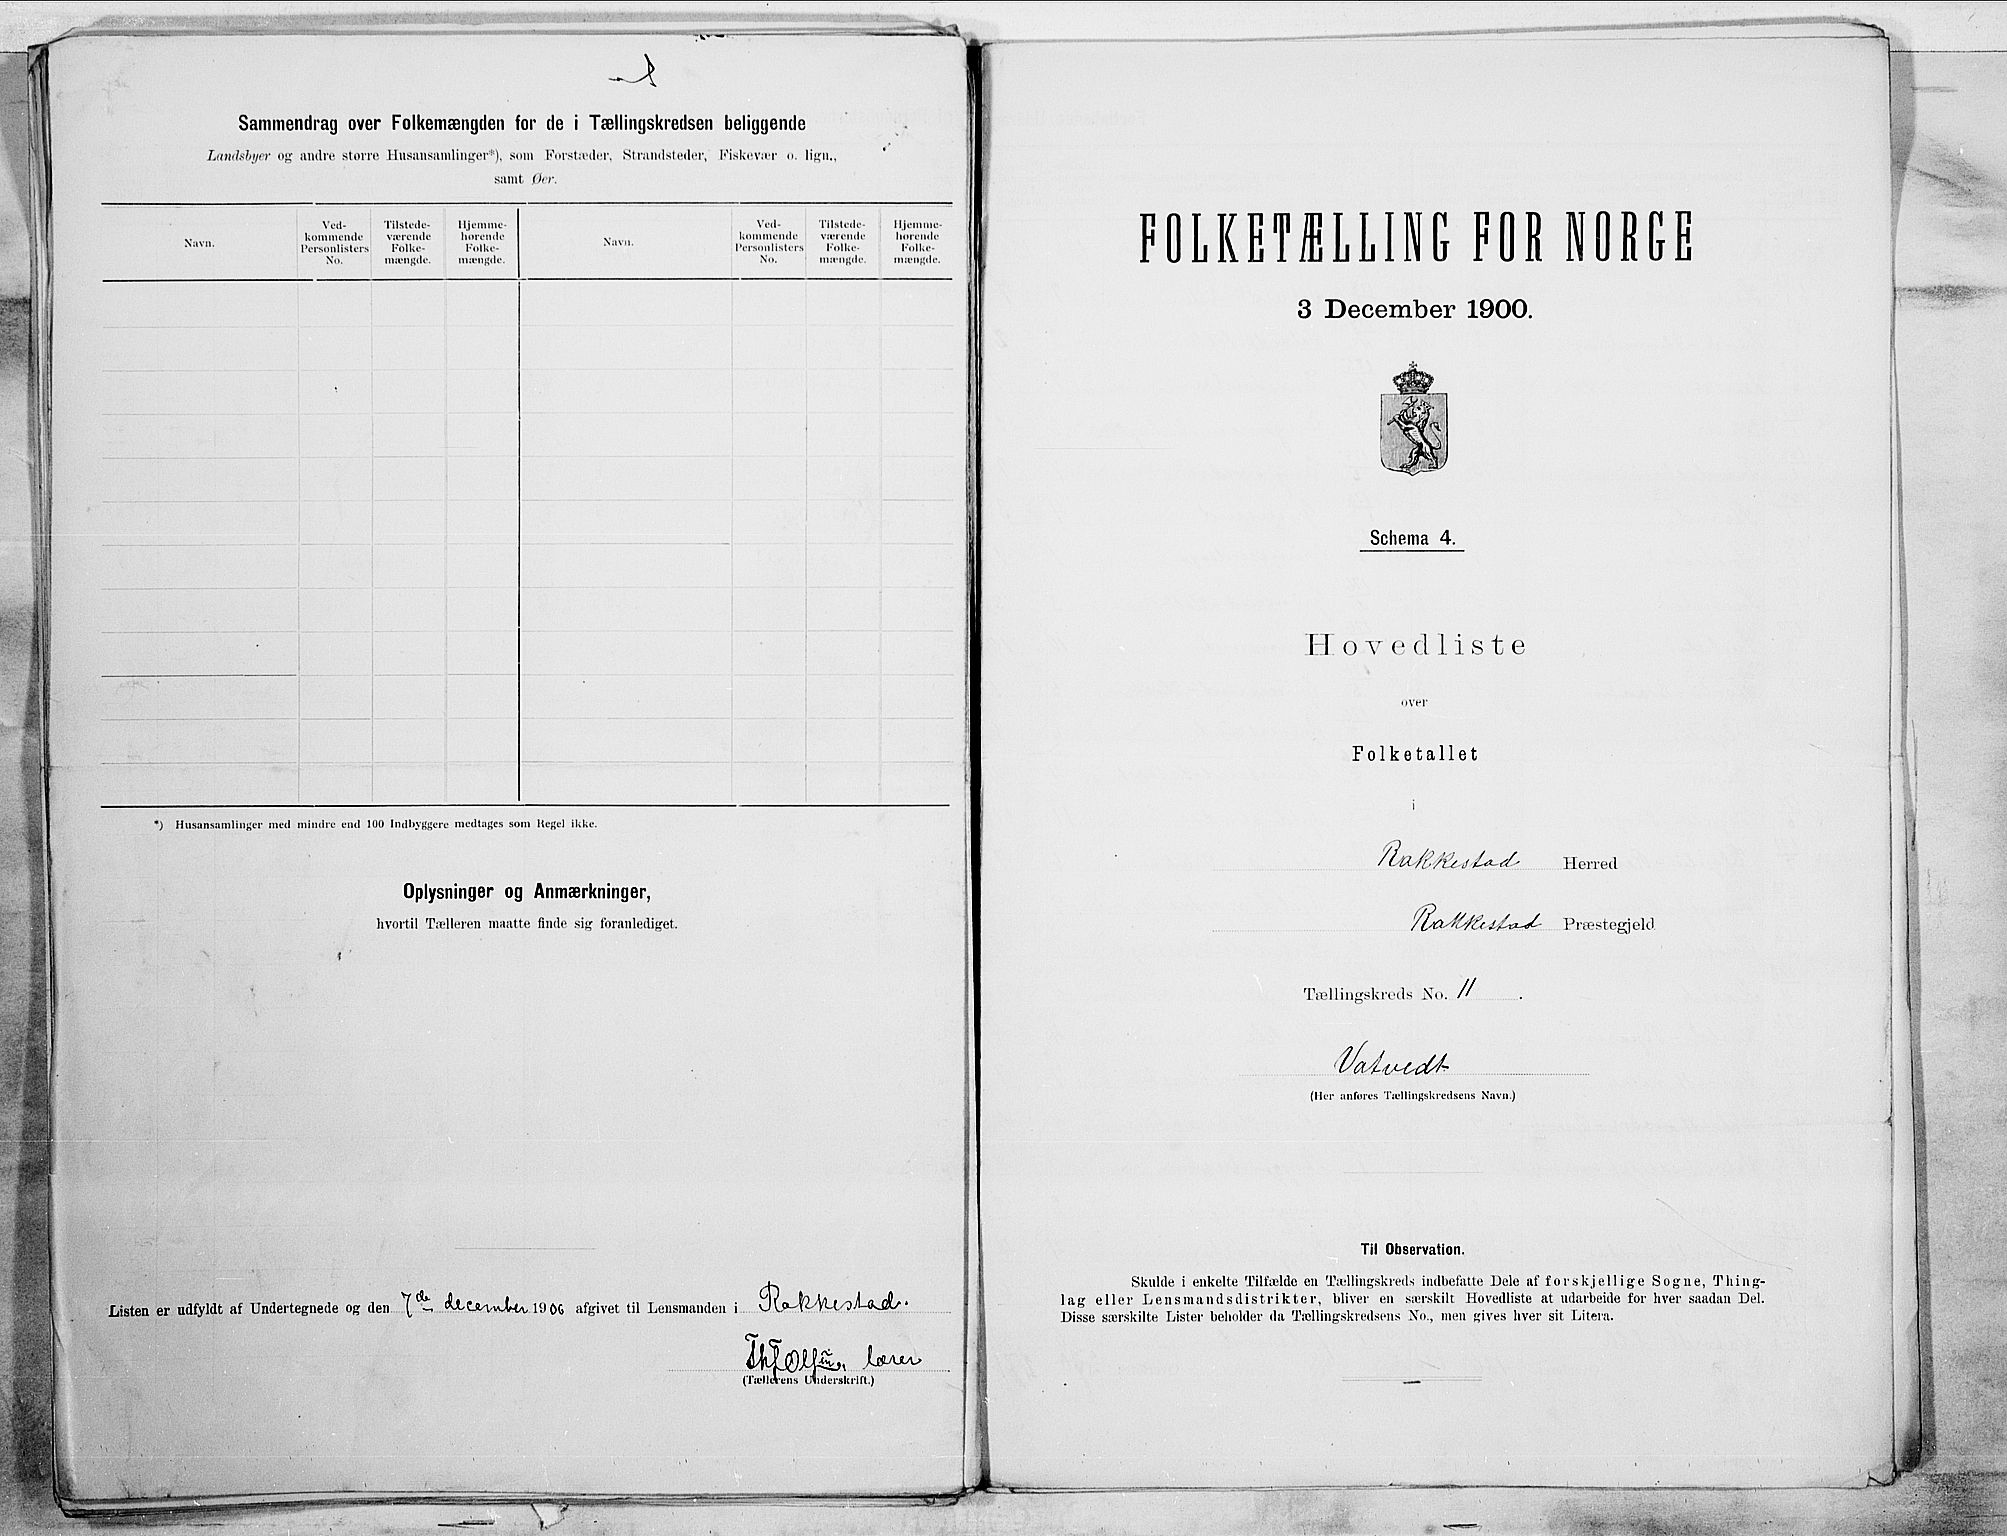 Sammendrag over Folkemængden for de i Tællingskredsen beliggende
Landsbyer og andre større Husansamlinger*), som Forstæder, Strandsteder, Fiskevær o. lign.,
samt Øer.
Navn.
Ved-
kommende
Personlisters
No.
Tilstede-
værende
Folke-
mængde.
Hjemme-
hørende
Folke-
mængde.
Navn.
Ved-
kommende
Personlisters
No.
Tilstede-
værende
Folke-
mængde.
Hjemme-
hørende
Folke-
mængde.
*) Husansamlinger med mindre end 100 Indbyggere medtages som Regel ikke.
Oplysninger og Anmærkninger,
hvortil Tælleren maatte finde sig foranlediget.
Listen er udfyldt af Undertegnede og den 7de december 1900 afgivet til Lensmanden i Rakkestad.
lærer
(Tællerens Underskrift.)
FOLKETÆLLING FOR NORGE
3 December 1900.
Schema 4.
Hovedliste
over
Folketallet
i
Rakkestad Herred
Rakkestad Præstegjeld
Tællingskreds No. 11.
Vatvedt
(Her anføres Tællingskredsens Navn.)
Til Observation.
Skulde i enkelte Tilfælde en Tællingskreds indbefatte Dele af forskjellige Sogne, Thing-
lag eller Lensmandsdistrikter, bliver en særskilt Hovedliste at udarbeide for hver saadan Del.
Disse særskilte Lister beholder da Tællingskredsens No., men gives hver sit Litera.